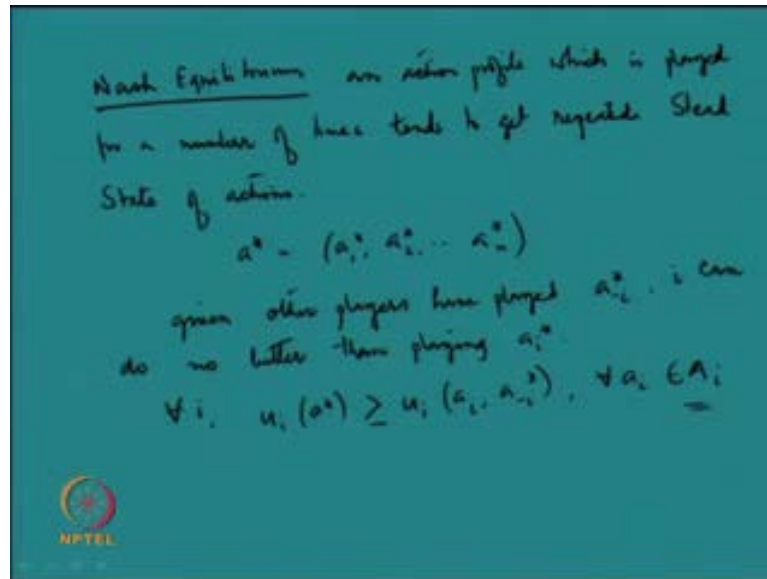 Nash Equilibrium an action profile which is played
for a number of times tends to get repeated. Stead
State of actions.
a* - (a₁*, a₂*, .. aₙ*)
given other players have played a₋ᵢ*. i can
do no better than playing aᵢ*.
∀ i, uᵢ (a*) ≥ uᵢ (aᵢ, a₋ᵢ*), ∀ aᵢ ∈ Aᵢ
NPTEL